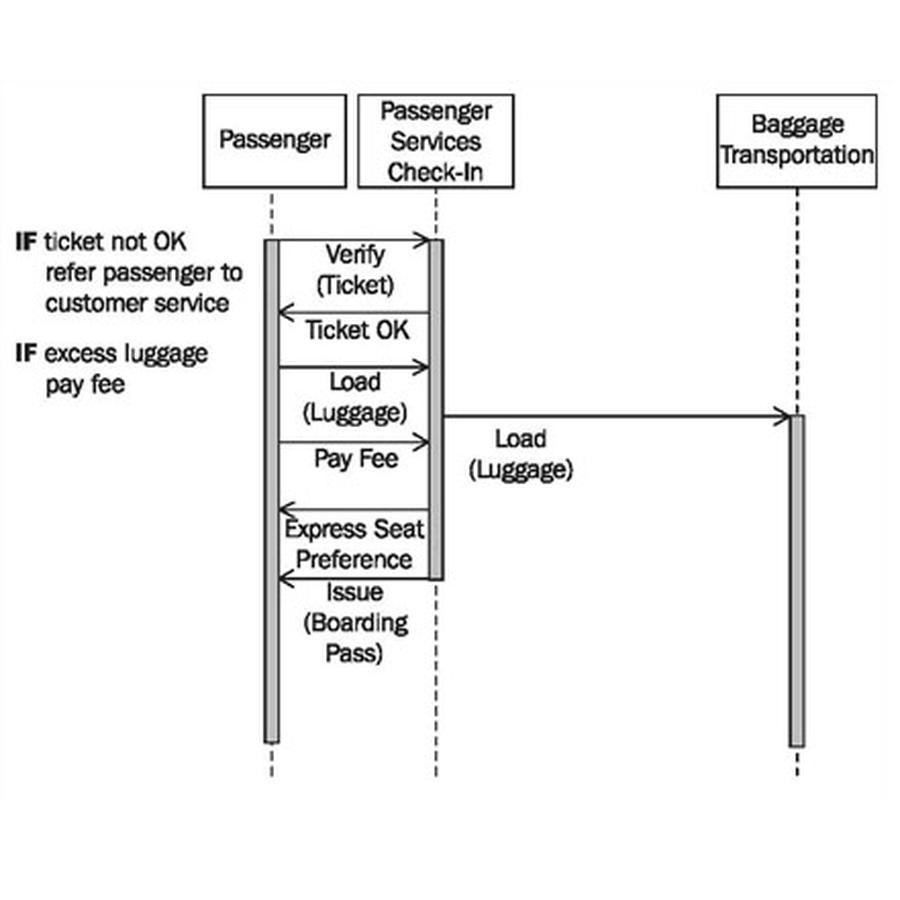 Passenger
Passenger
Services
Check-In
Baggage
Transportation
IF ticket not OK
refer passenger to
customer service
IF excess luggage
pay fee
Verify
(Ticket)
Ticket OK
Load
(Luggage)
Pay Fee
Load
(Luggage)
Express Seat
Preference
Issue
(Boarding
Pass)